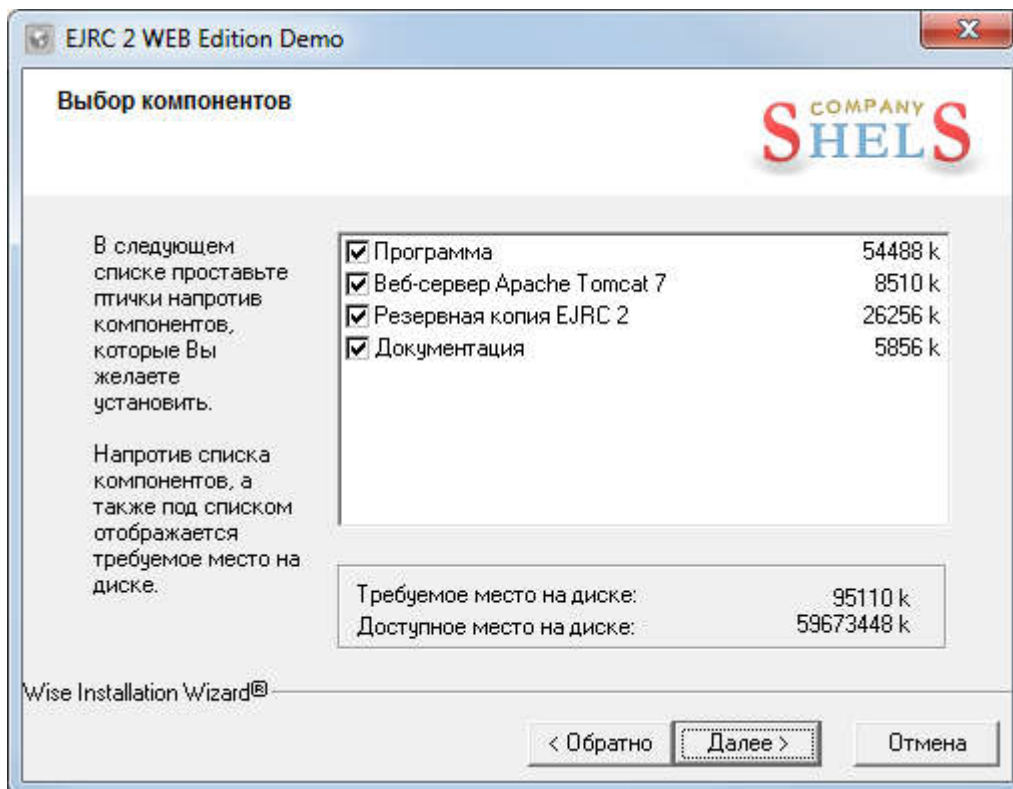 EJRC 2 WEB Edition Demo
Выбор компонентов
COMPANY
SHELS
В следующем
списке проставьте
птички напротив
компонентов,
которые Вы
желаете
установить.
Напротив списка
компонентов, а
также под списком
отображается
требуемое место на
диске.
Программа 54488 k
Веб-сервер Apache Tomcat 7 8510 k
Резервная копия EJRC 2 26256 k
Документация 5856 k
Требуемое место на диске: 95110 k
Доступное место на диске: 59673448 k
Wise Installation Wizard®
< Обратно
Далее >
Отмена